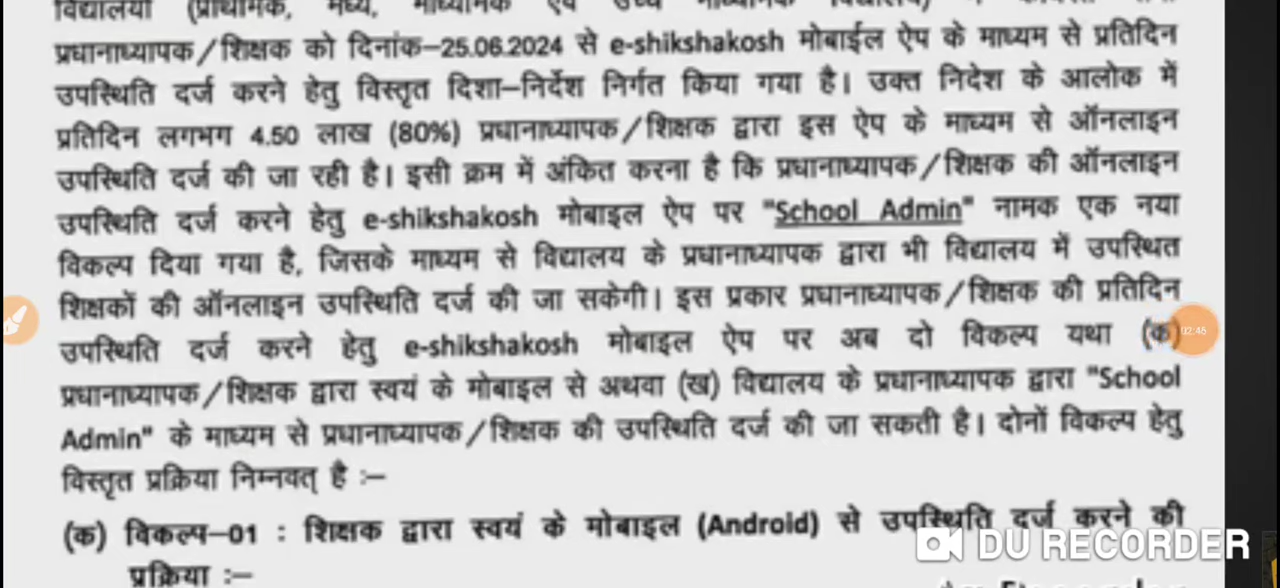 विद्यालयों (प्राथमिक, मध्य, माध्यमिक एवं उच्च माध्यमिक विद्यालय)
प्रधानाध्यापक/शिक्षक को दिनांक–25.06.2024 से e-shikshakosh मोबाईल ऐप के माध्यम से प्रतिदिन
उपस्थिति दर्ज करने हेतु विस्तृत दिशा–निर्देश निर्गत किया गया है। उक्त निदेश के आलोक में
प्रतिदिन लगभग 4.50 लाख (80%) प्रधानाध्यापक/शिक्षक द्वारा इस ऐप के माध्यम से ऑनलाइन
उपस्थिति दर्ज की जा रही है। इसी क्रम में अंकित करना है कि प्रधानाध्यापक/शिक्षक की ऑनलाइन
उपस्थिति दर्ज करने हेतु e-shikshakosh मोबाइल ऐप पर "School Admin" नामक एक नया
विकल्प दिया गया है, जिसके माध्यम से विद्यालय के प्रधानाध्यापक द्वारा भी विद्यालय में उपस्थित
शिक्षकों की ऑनलाइन उपस्थिति दर्ज की जा सकेगी। इस प्रकार प्रधानाध्यापक/शिक्षक की प्रतिदिन
उपस्थिति दर्ज करने हेतु e-shikshakosh मोबाइल ऐप पर अब दो विकल्प यथा (क)
02:46
प्रधानाध्यापक/शिक्षक द्वारा स्वयं के मोबाइल से अथवा (ख) विद्यालय के प्रधानाध्यापक द्वारा "School
Admin" के माध्यम से प्रधानाध्यापक/शिक्षक की उपस्थिति दर्ज की जा सकती है। दोनों विकल्प हेतु
विस्तृत प्रक्रिया निम्नवत् है :–
(क) विकल्प–01 : शिक्षक द्वारा स्वयं के मोबाइल (Android) से उपस्थिति दर्ज करने की
प्रक्रिया :–
DU RECORDER